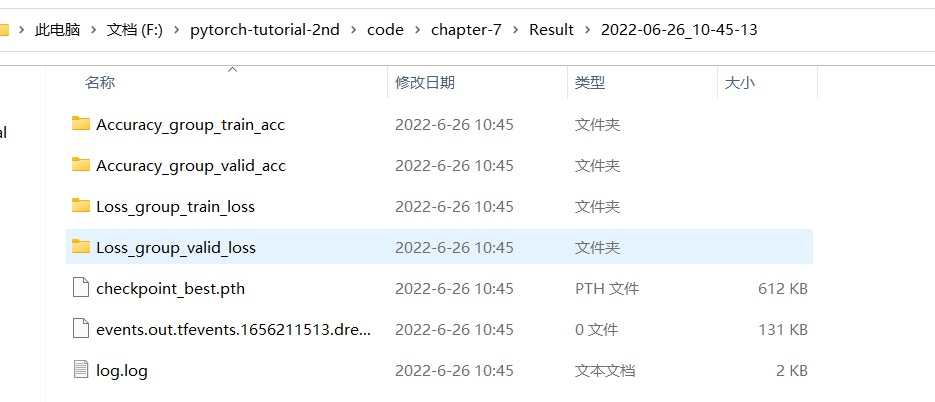 此电脑 > 文档 (F:) > pytorch-tutorial-2nd > code > chapter-7 > Result > 2022-06-26_10-45-13
名称 修改日期 类型 大小
al
Accuracy_group_train_acc 2022-6-26 10:45 文件夹
Accuracy_group_valid_acc 2022-6-26 10:45 文件夹
Loss_group_train_loss 2022-6-26 10:45 文件夹
Loss_group_valid_loss 2022-6-26 10:45 文件夹
checkpoint_best.pth 2022-6-26 10:45 PTH 文件 612 KB
events.out.tfevents.1656211513.dre... 2022-6-26 10:45 0 文件 131 KB
log.log 2022-6-26 10:45 文本文档 2 KB